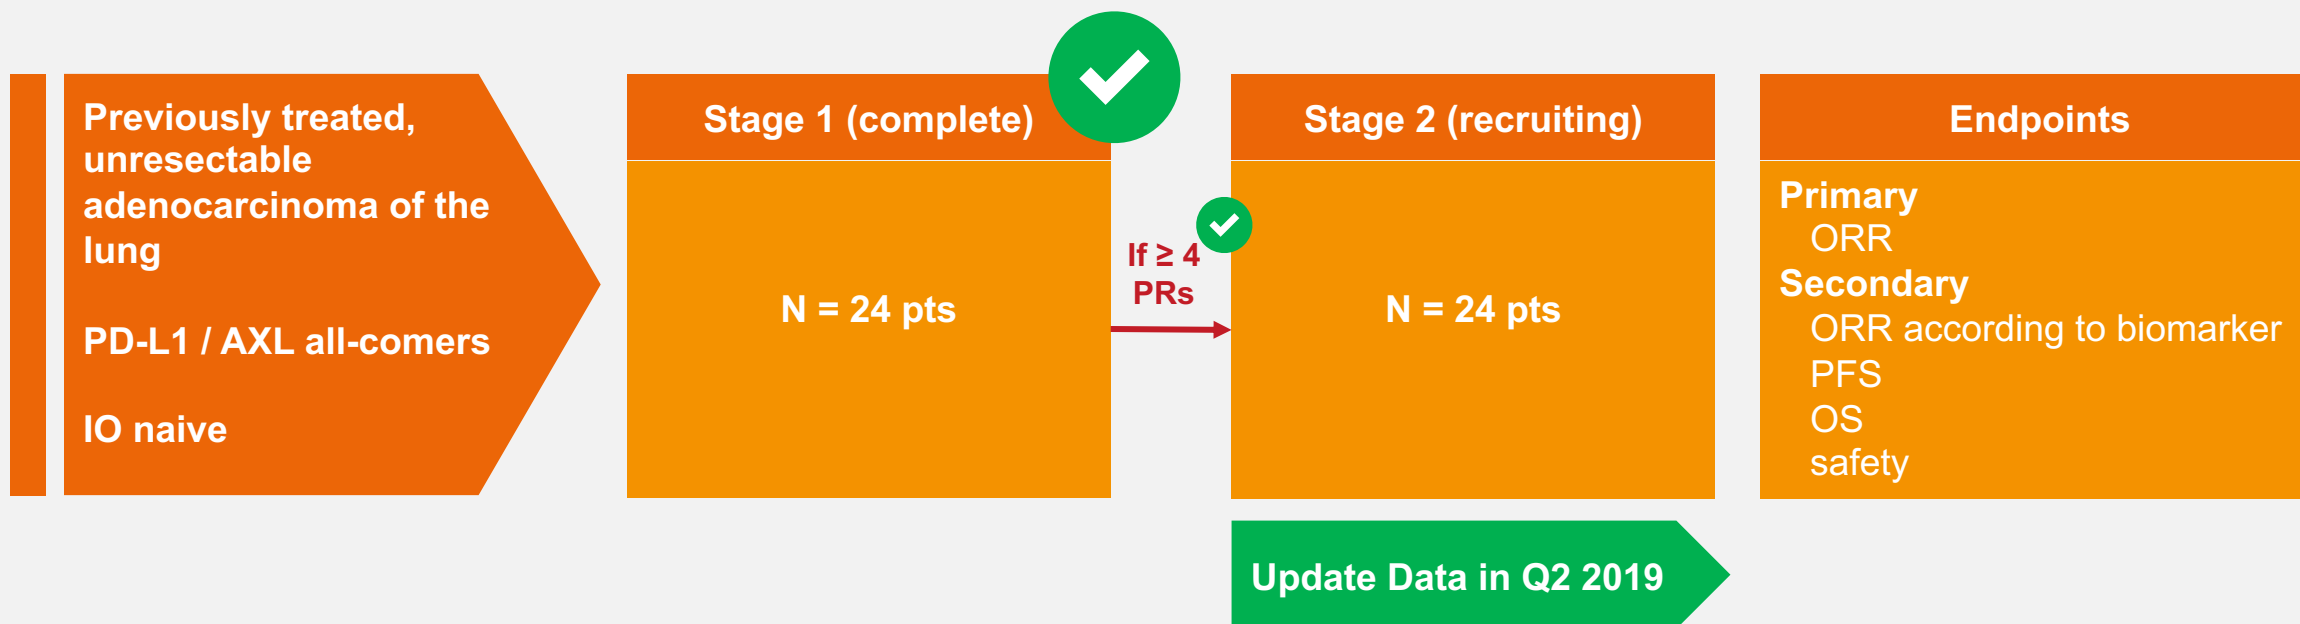 Previously treated,
unresectable
adenocarcinoma of the
lung
PD-L1 / AXL all-comers
IO naive
Stage 1 (complete)
N = 24 pts
If ≥ 4
PRs
Stage 2 (recruiting)
N = 24 pts
Update Data in Q2 2019
Endpoints
Primary
ORR
Secondary
ORR according to biomarker
PFS
OS
safety